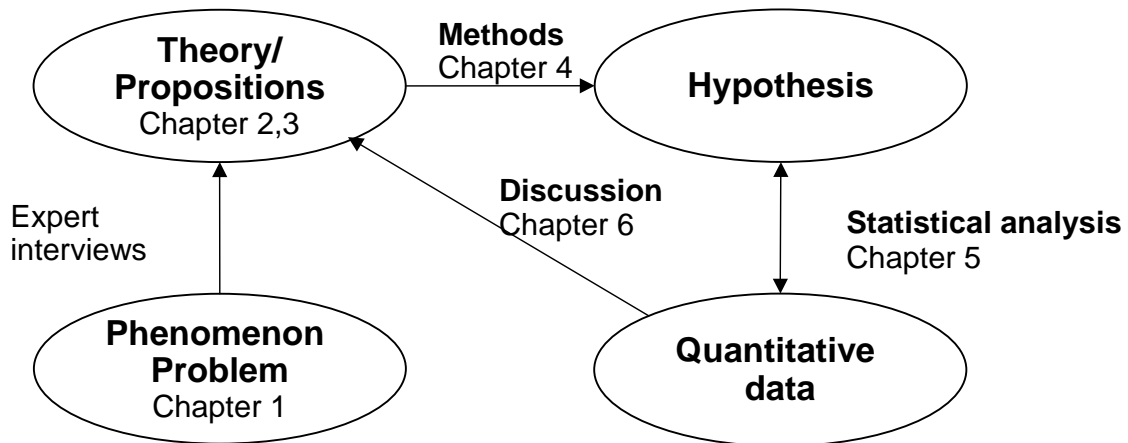 Theory/
Propositions
Chapter 2,3
Methods
Chapter 4
Hypothesis
Expert
interviews
Discussion
Chapter 6
Statistical analysis
Chapter 5
Phenomenon
Problem
Chapter 1
Quantitative
data